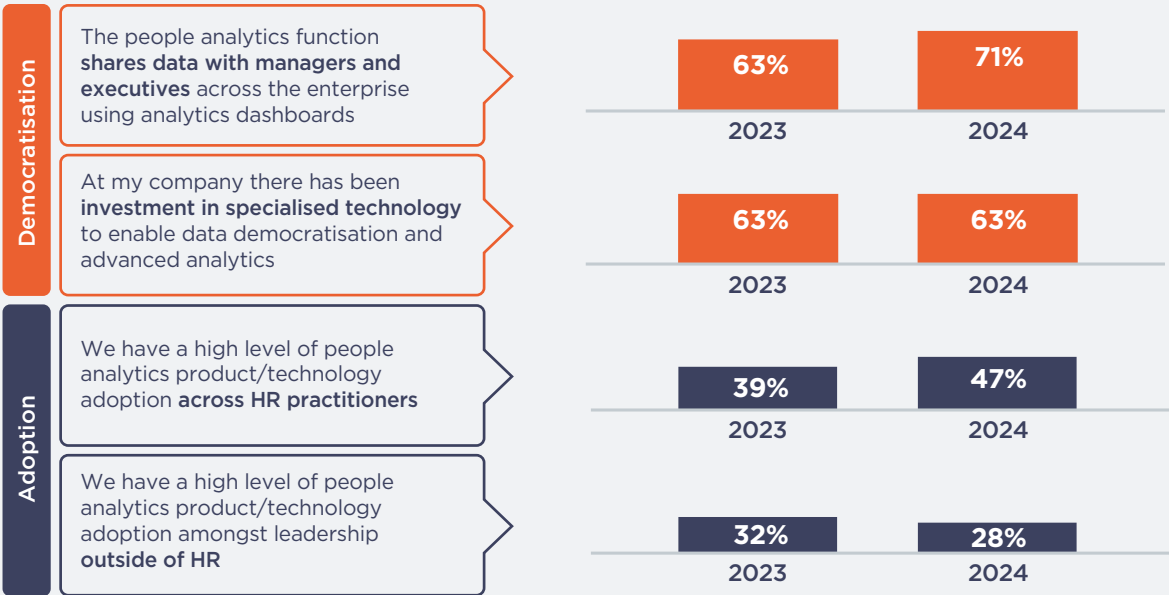 Democratisation
The people analytics function
shares data with managers and
executives across the enterprise
using analytics dashboards
63%
71%
2023
2024
At my company there has been
investment in specialised technology
to enable data democratisation and
advanced analytics
63%
63%
2023
2024
Adoption
We have a high level of people
analytics product/technology
adoption across HR practitioners
39%
47%
2023
2024
We have a high level of people
analytics product/technology
adoption amongst leadership
outside of HR
32%
28%
2023
2024